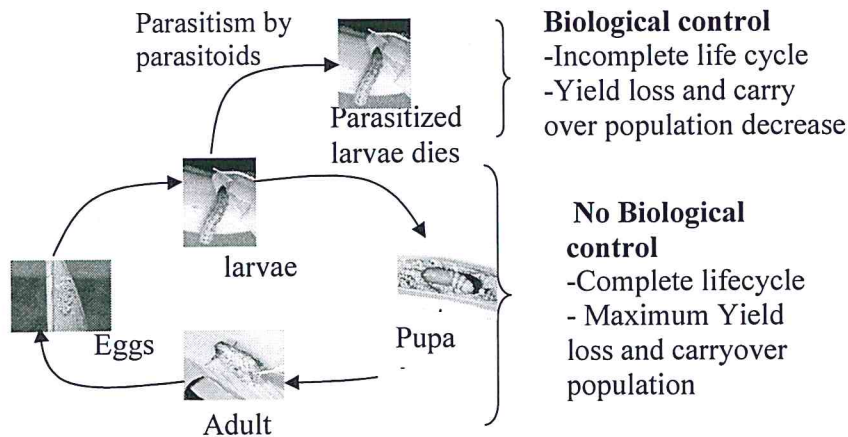 Parasitism by
parasitoids
Parasitized
larvae dies
Biological control
-Incomplete life cycle
-Yield loss and carry
over population decrease
larvae
Eggs
Pupa
Adult
No Biological
control
-Complete lifecycle
- Maximum Yield
loss and carryover
population